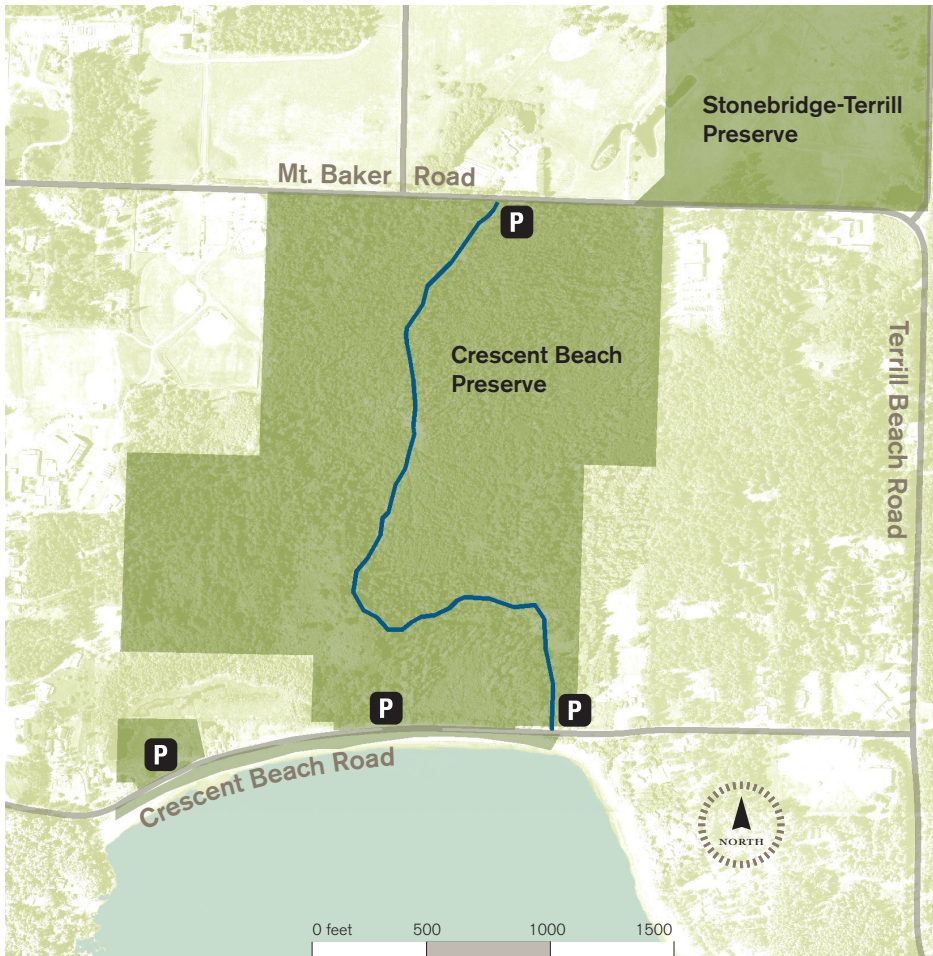 Stonebridge-Terrill
Preserve
Mt. Baker Road
P
Crescent Beach
Preserve
Terrill Beach Road
P
P
P
Crescent Beach Road
NORTH
0 feet 500 1000 1500